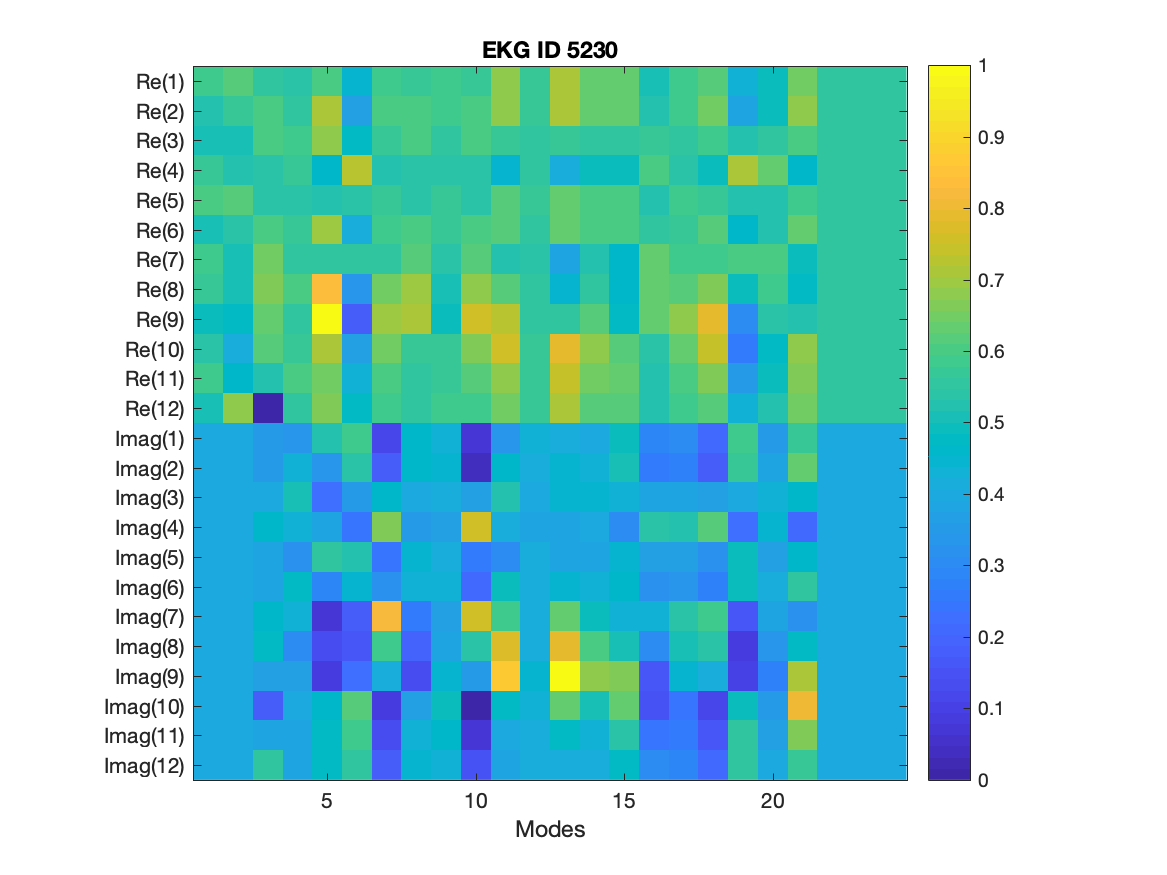 EKG ID 5230
Re(1)
Re(2)
Re(3)
Re(4)
Re(5)
Re(6)
Re(7)
Re(8)
Re(9)
Re(10)
Re(11)
Re(12)
Imag(1)
Imag(2)
Imag(3)
Imag(4)
Imag(5)
Imag(6)
Imag(7)
Imag(8)
Imag(9)
Imag(10)
Imag(11)
Imag(12)
5 10 15 20
Modes
1
0.9
0.8
0.7
0.6
0.5
0.4
0.3
0.2
0.1
0